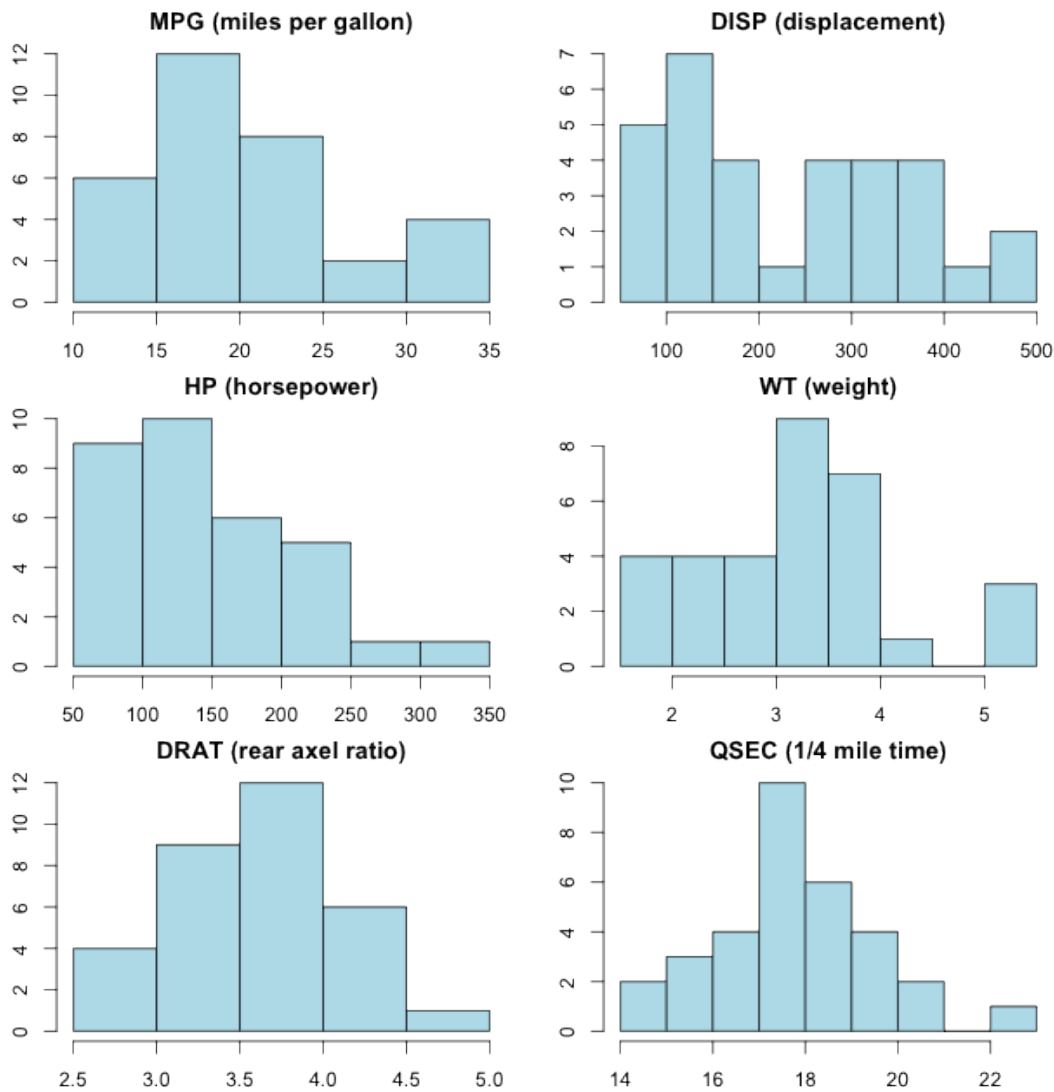 MPG (miles per gallon)
0 2 4 6 8 10 12
10 15 20 25 30 35
DISP (displacement)
0 1 2 3 4 5 6 7
100 200 300 400 500
HP (horsepower)
0 2 4 6 8 10
50 100 150 200 250 300 350
WT (weight)
0 2 4 6 8
2 3 4 5
DRAT (rear axel ratio)
0 2 4 6 8 10 12
2.5 3.0 3.5 4.0 4.5 5.0
QSEC (1/4 mile time)
0 2 4 6 8 10
14 16 18 20 22